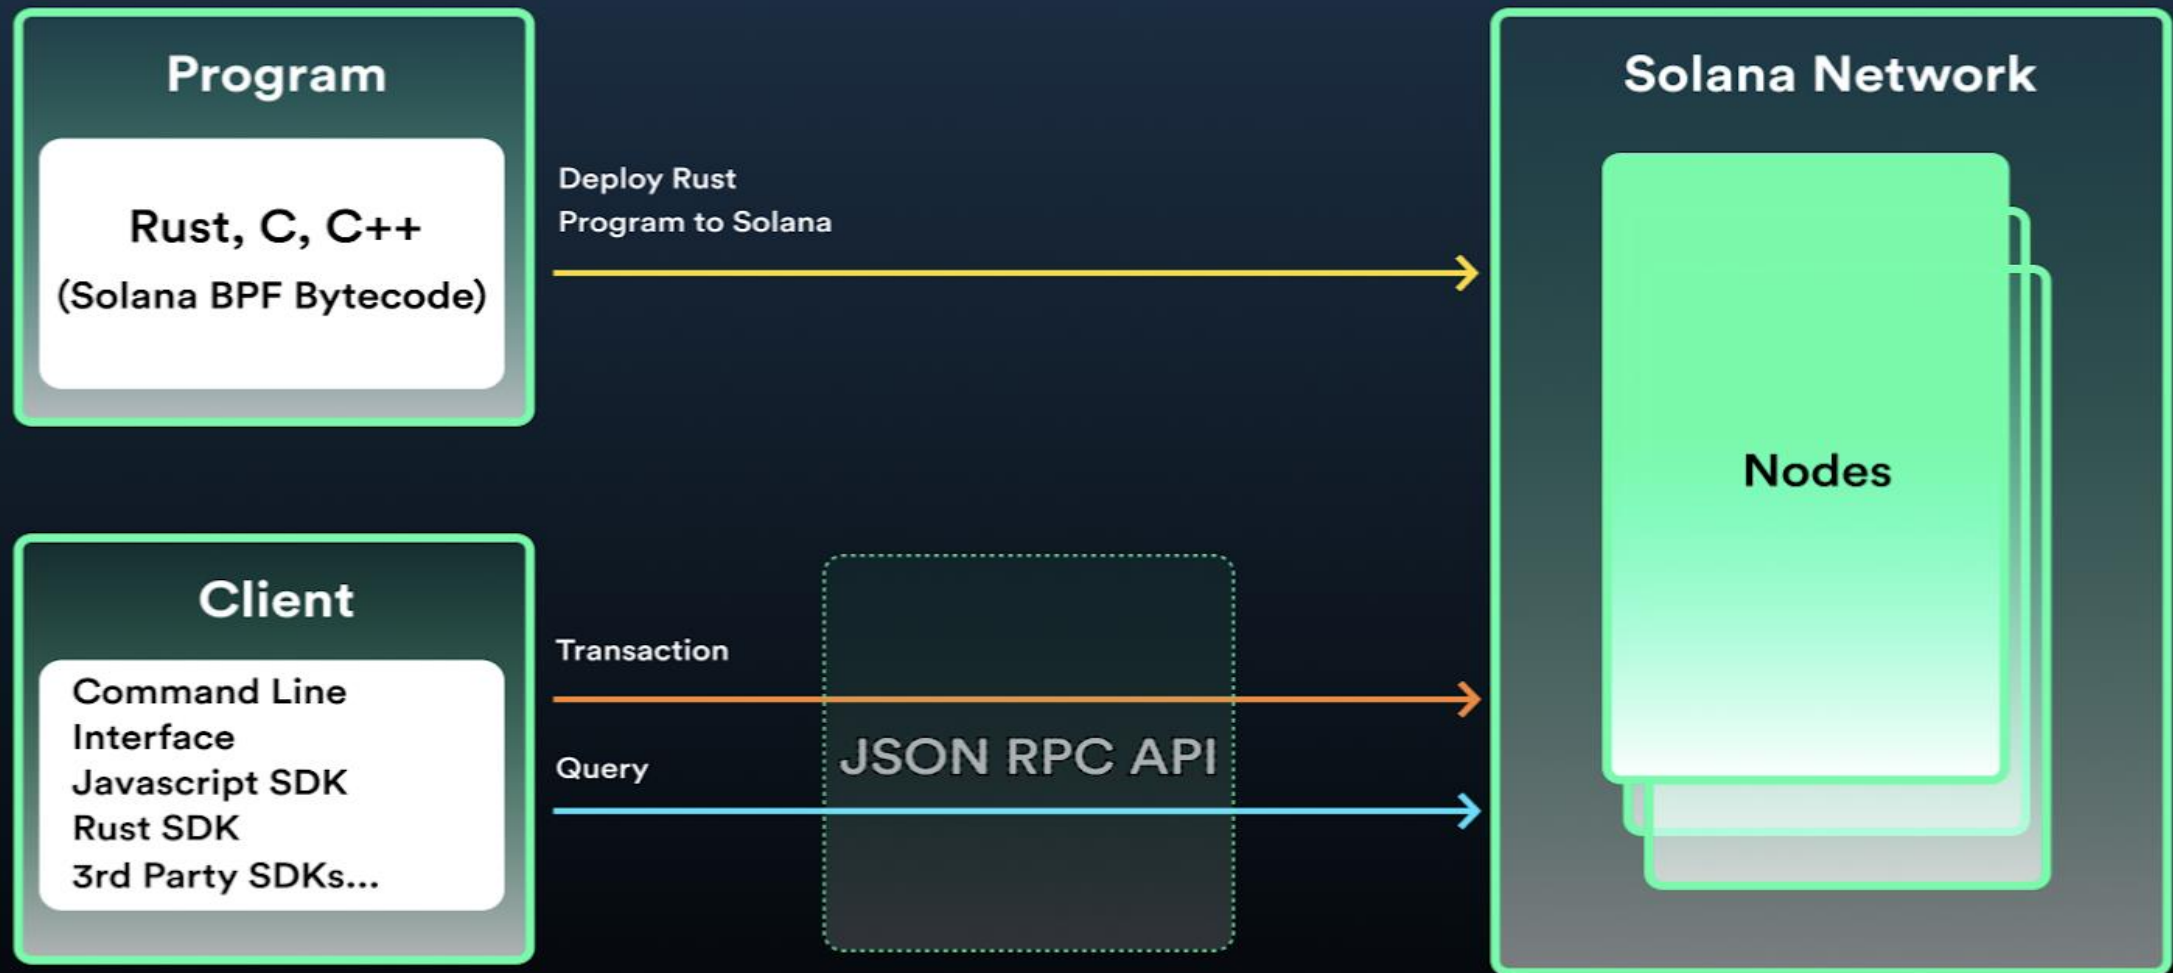 Program
Rust, C, C++
(Solana BPF Bytecode)
Deploy Rust
Program to Solana
Solana Network
Nodes
Client
Command Line
Interface
Javascript SDK
Rust SDK
3rd Party SDKs...
Transaction
JSON RPC API
Query